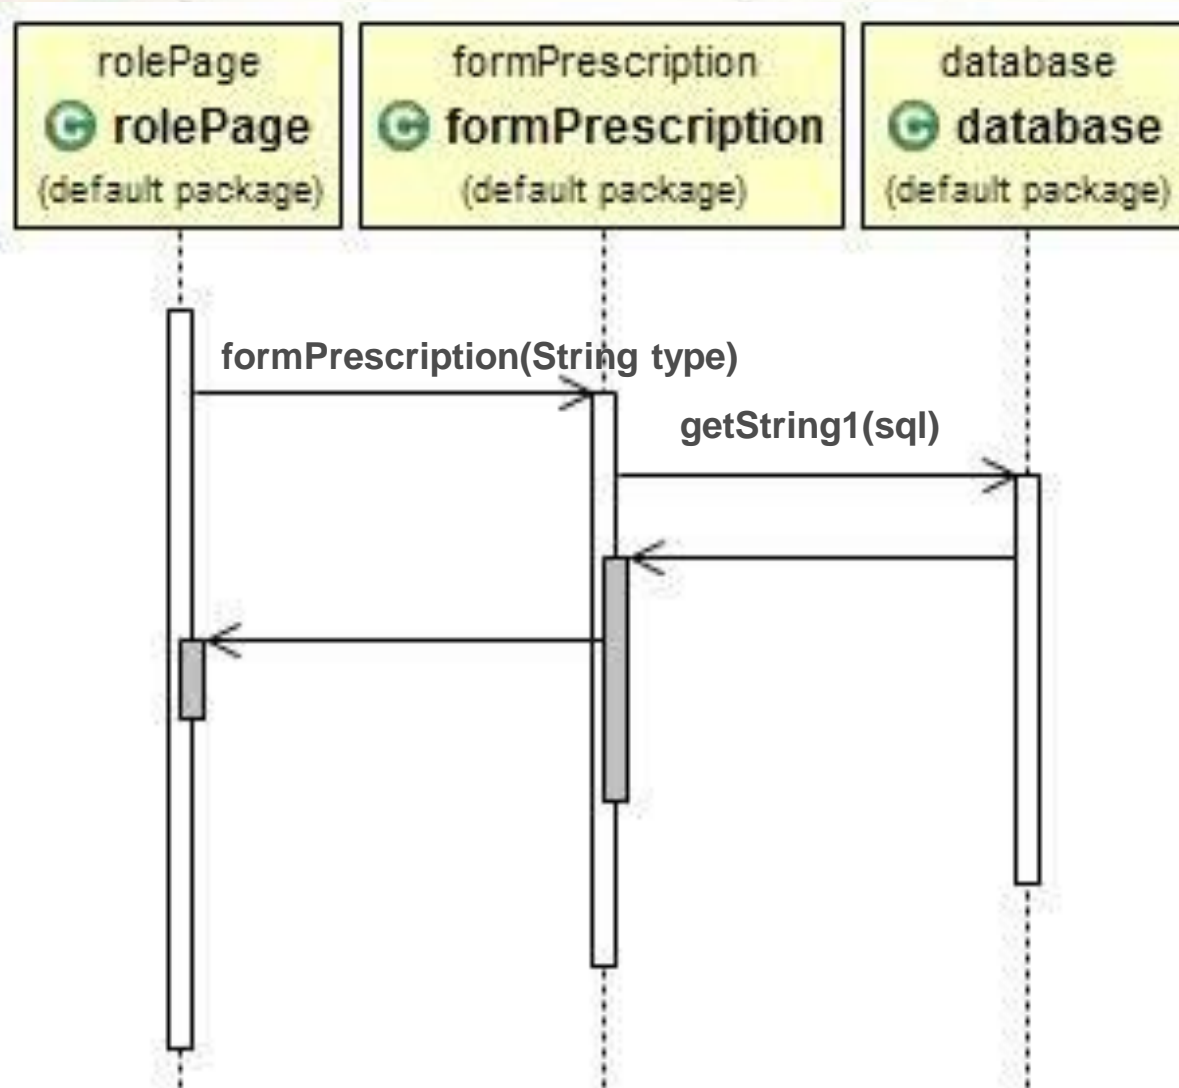 rolePage
C rolePage
(default package)
formPrescription
C formPrescription
(default package)
database
C database
(default package)
formPrescription(String type)
getString1(sql)